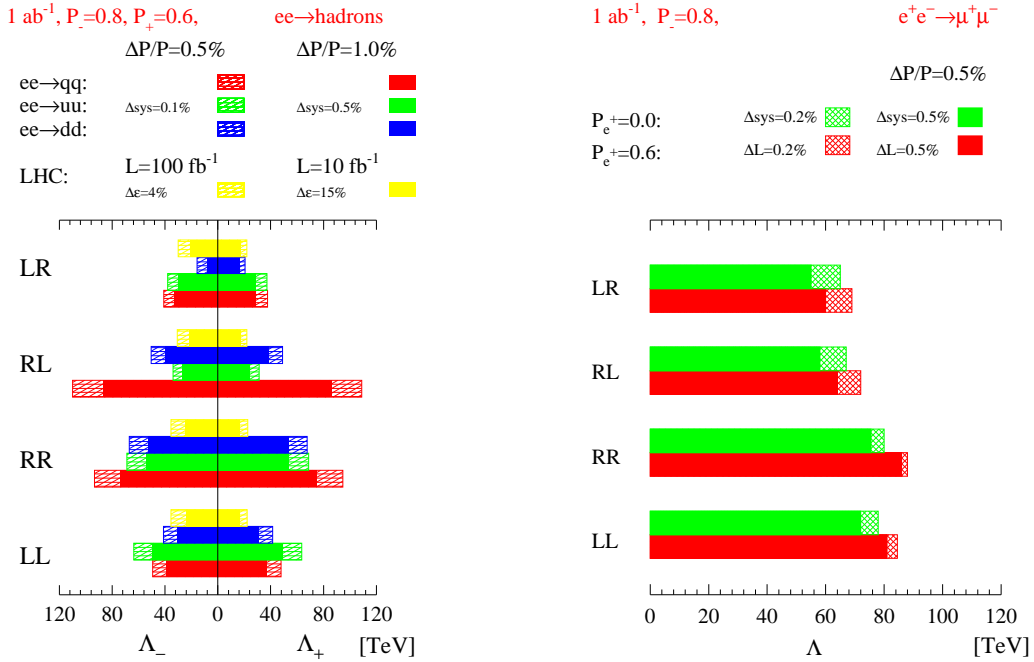 1 ab⁻¹, P₋=0.8, P₊=0.6, ee→hadrons
ΔP/P=0.5% ΔP/P=1.0%
ee→qq:
ee→uu: Δsys=0.1% Δsys=0.5%
ee→dd:
L=100 fb⁻¹ L=10 fb⁻¹
LHC:
Δε=4% Δε=15%
LR
RL
RR
LL
120 80 40 0 40 80 120
Λ₋ Λ₊ [TeV]
1 ab⁻¹, P₋=0.8, e⁺e⁻→μ⁺μ⁻
ΔP/P=0.5%
P_e⁺=0.0: Δsys=0.2% Δsys=0.5%
P_e⁺=0.6: ΔL=0.2% ΔL=0.5%
LR
RL
RR
LL
0 20 40 60 80 100 120
Λ [TeV]